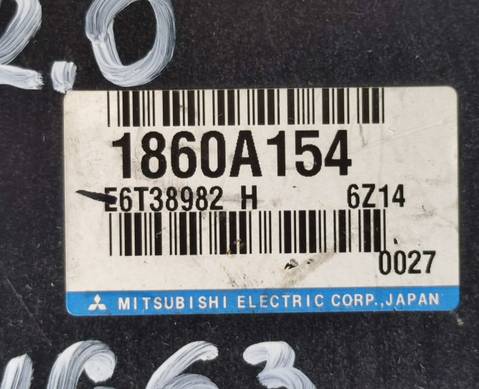 2.0
1860A154
E6T38982 H 6Z14
0027
MITSUBISHI ELECTRIC CORP.,JAPAN